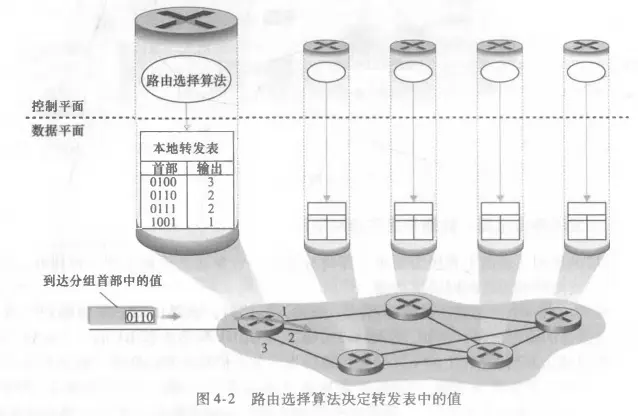 路由选择算法
控制平面
数据平面
本地转发表
首部 输出
0100 3
0110 2
0111 2
1001 1
到达分组首部中的值
0110
1
2
3
图 4-2 路由选择算法决定转发表中的值